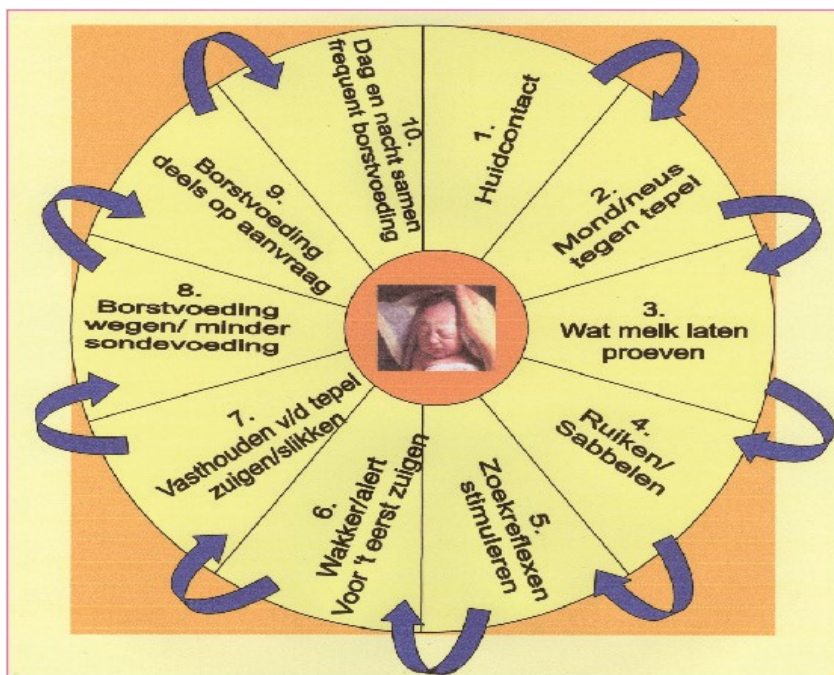 1.
Huidcontact
2.
Mond/neus
tegen tepel
3.
Wat melk laten
proeven
4.
Ruiken/
Sabbelen
5.
Zoekreflexen
stimuleren
6.
Wakker/alert
Voor 't eerst zuigen
7.
Vasthouden v/d tepel
zuigen/slikken
8.
Borstvoeding
wegen/ minder
sondevoeding
9.
Borstvoeding
deels op aanvraag
10.
Dag en nacht samen
frequent borstvoeding